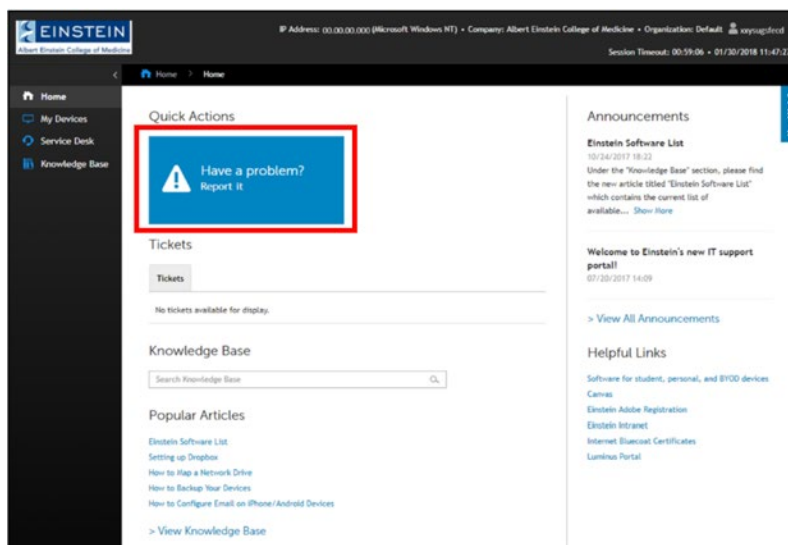 EINSTEIN
Albert Einstein College of Medicine
IP Address: 00.00.00.000 (Microsoft Windows NT) • Company: Albert Einstein College of Medicine • Organization: Default
Session Timeout: 00:59:06 • 01/30/2018 11:47:2
Home > Home
Home
My Devices
Service Desk
Knowledge Base
Quick Actions
Have a problem?
Report it
Tickets
Tickets
No tickets available for display.
Knowledge Base
Search Knowledge Base
Popular Articles
Einstein Software List
Setting up Dropbox
How to Map a Network Drive
How to Backup Your Devices
How to Configure Email on iPhone/Android Devices
> View Knowledge Base
Announcements
Einstein Software List
10/24/2017 18:22
Under the "Knowledge Base" section, please find
the new article titled "Einstein Software List"
which contains the current list of
available... Show More
Welcome to Einstein's new IT support
portal!
07/20/2017 14:09
> View All Announcements
Helpful Links
Software for student, personal, and BYOD devices
Canvas
Einstein Adobe Registration
Einstein Intranet
Internet Bluecoat Certificates
Luminus Portal